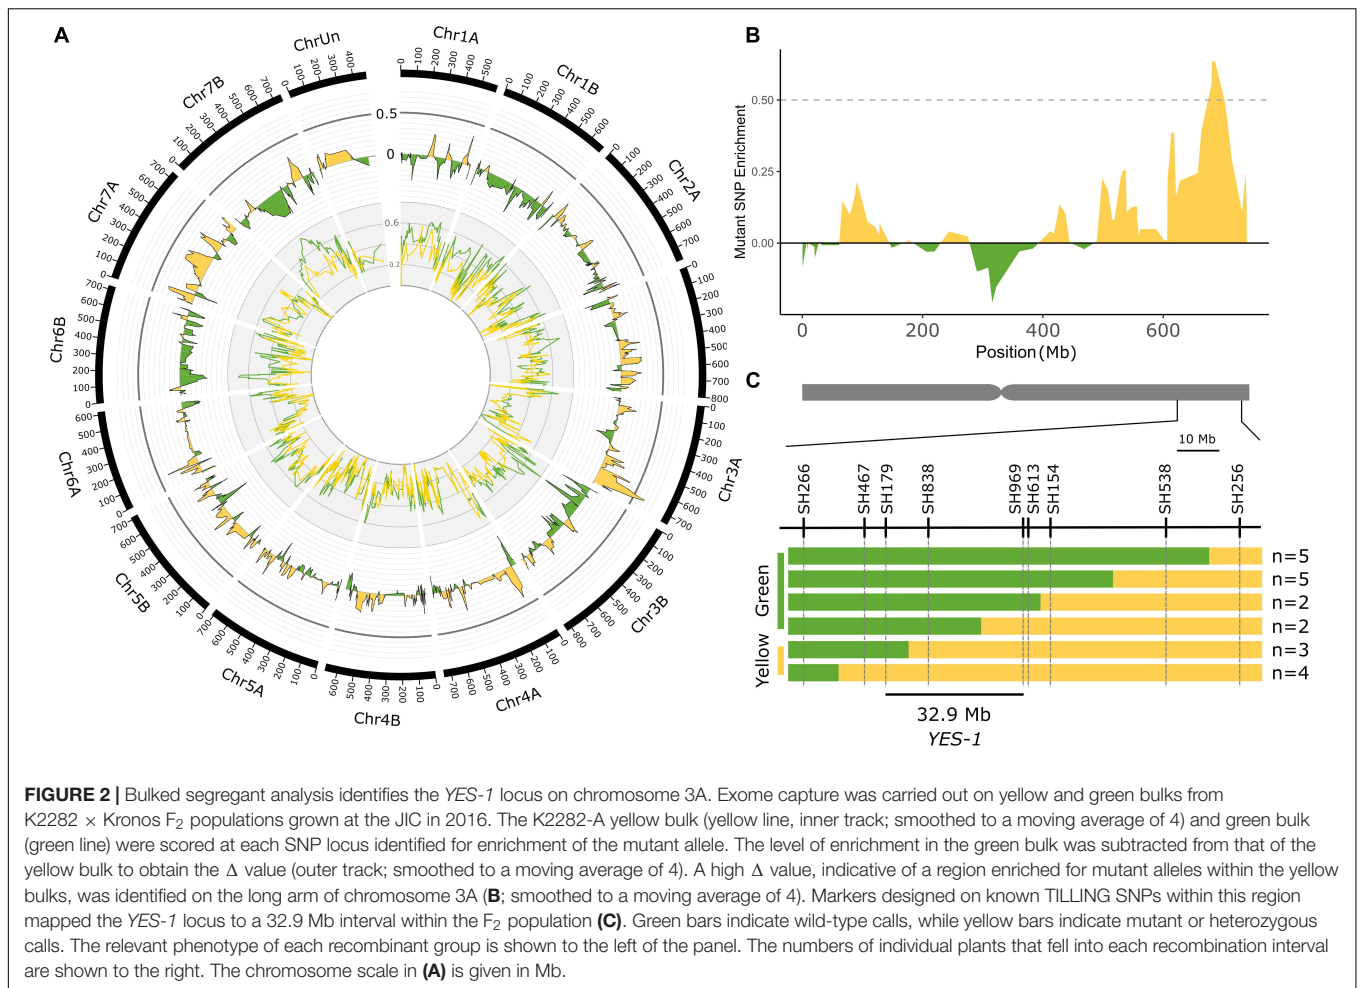 A
B
ChrUn
Chr1A
Chr1B
Chr2A
Chr2B
Chr3A
Chr3B
Chr4A
Chr4B
Chr5A
Chr5B
Chr6A
Chr6B
Chr7A
Chr7B
0.5
0
0.6
0.2
Mutant SNP Enrichment
0.50
0.25
0.00
0 200 400 600
Position (Mb)
C
10 Mb
SH266 SH467 SH179 SH838 SH969 SH613 SH154 SH538 SH256
Green
Yellow
n=5
n=5
n=2
n=2
n=3
n=4
32.9 Mb
YES-1
FIGURE 2 | Bulked segregant analysis identifies the YES-1 locus on chromosome 3A. Exome capture was carried out on yellow and green bulks from
K2282 × Kronos F2 populations grown at the JIC in 2016. The K2282-A yellow bulk (yellow line, inner track; smoothed to a moving average of 4) and green bulk
(green line) were scored at each SNP locus identified for enrichment of the mutant allele. The level of enrichment in the green bulk was subtracted from that of the
yellow bulk to obtain the Δ value (outer track; smoothed to a moving average of 4). A high Δ value, indicative of a region enriched for mutant alleles within the yellow
bulks, was identified on the long arm of chromosome 3A (B; smoothed to a moving average of 4). Markers designed on known TILLING SNPs within this region
mapped the YES-1 locus to a 32.9 Mb interval within the F2 population (C). Green bars indicate wild-type calls, while yellow bars indicate mutant or heterozygous
calls. The relevant phenotype of each recombinant group is shown to the left of the panel. The numbers of individual plants that fell into each recombination interval
are shown to the right. The chromosome scale in (A) is given in Mb.